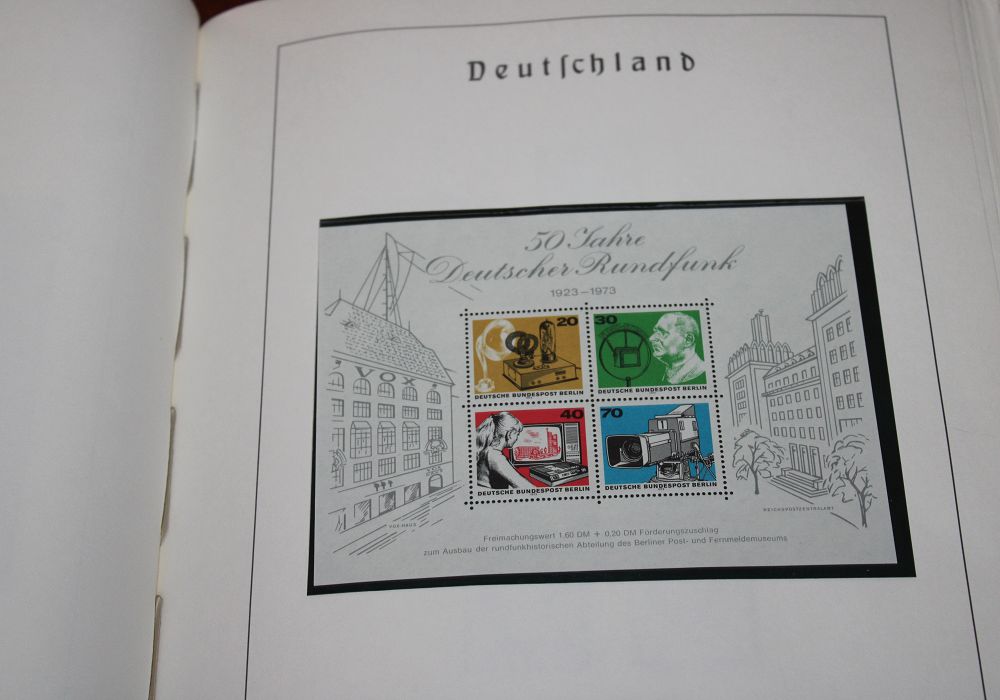 Deutſchland
50 Jahre
Deutscher Rundfunk
1923–1973
20
DEUTSCHE BUNDESPOST BERLIN
30
DEUTSCHE BUNDESPOST BERLIN
40
DEUTSCHE BUNDESPOST BERLIN
70
DEUTSCHE BUNDESPOST BERLIN
VOX
VOX-HAUS
REICHSPOSTZENTRALAMT
Freimachungswert 1,60 DM + 0,20 DM Förderungszuschlag
zum Ausbau der rundfunkhistorischen Abteilung des Berliner Post- und Fernmeldemuseums